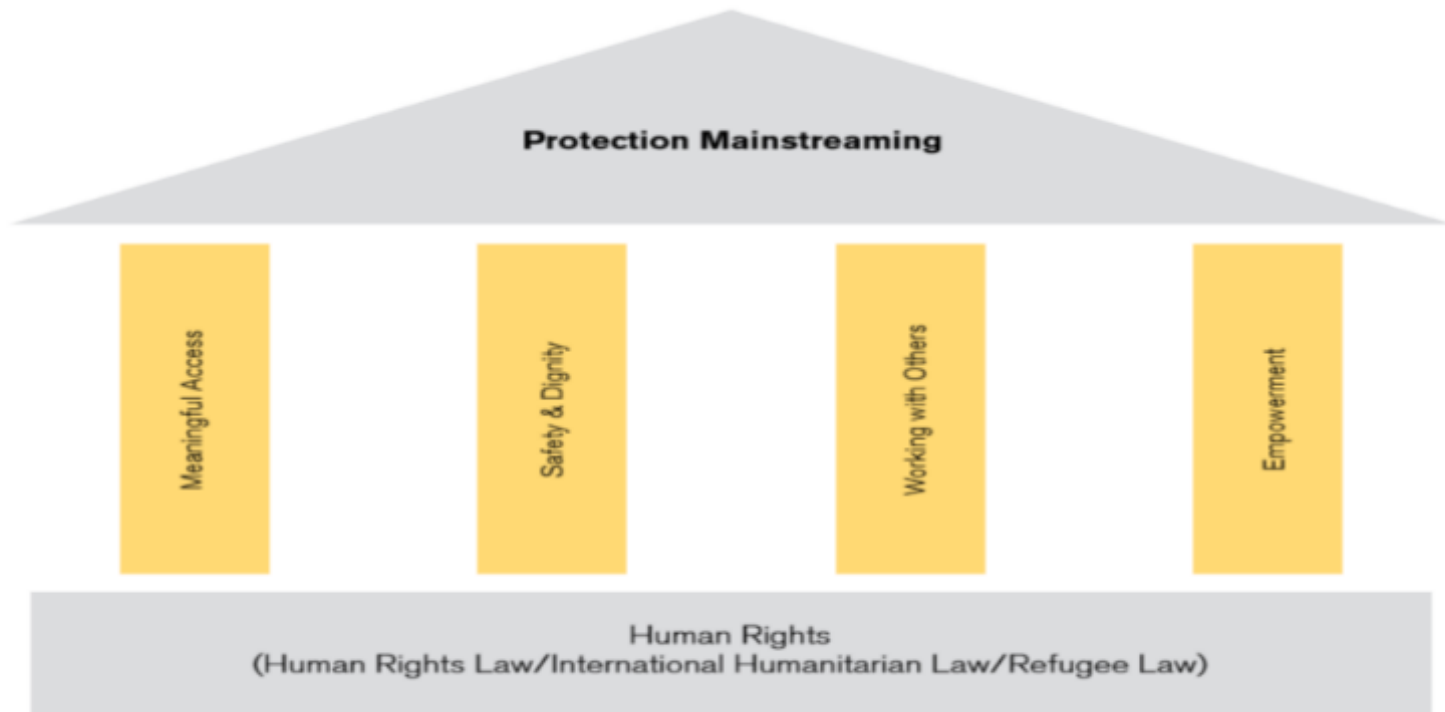 Protection Mainstreaming
Meaningful Access
Safety & Dignity
Working with Others
Empowerment
Human Rights
(Human Rights Law/International Humanitarian Law/Refugee Law)